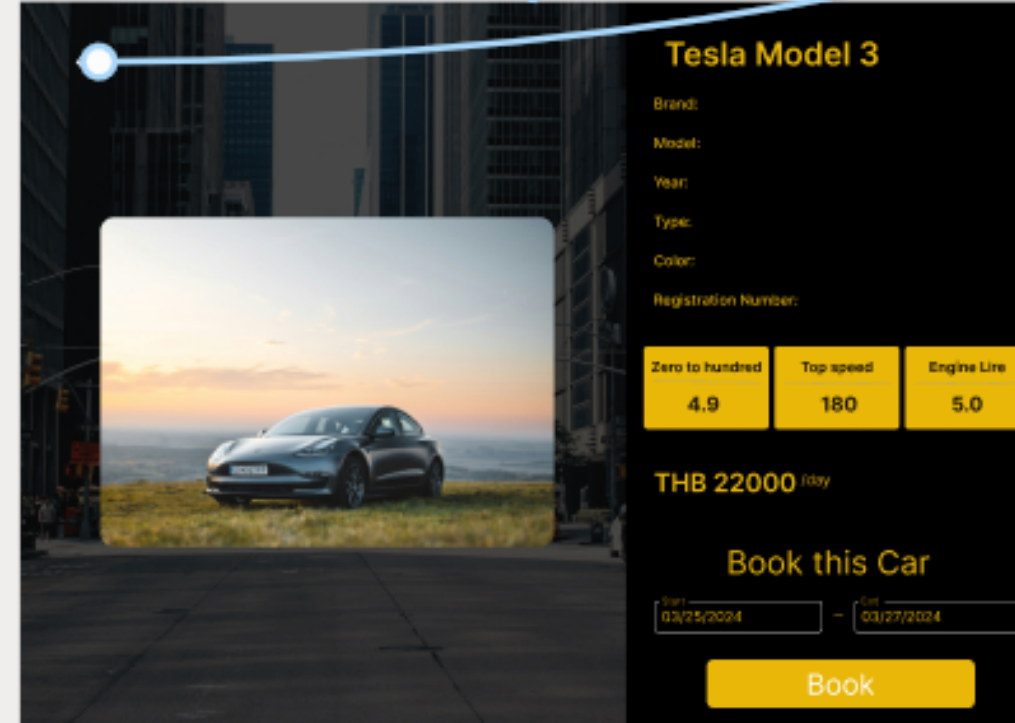 Tesla Model 3
Brand:
Model:
Year:
Type:
Color:
Registration Number:
Zero to hundred
4.9
Top speed
180
Engine Lire
5.0
THB 22000 /day
Book this Car
Start
03/25/2024
–
End
03/27/2024
Book